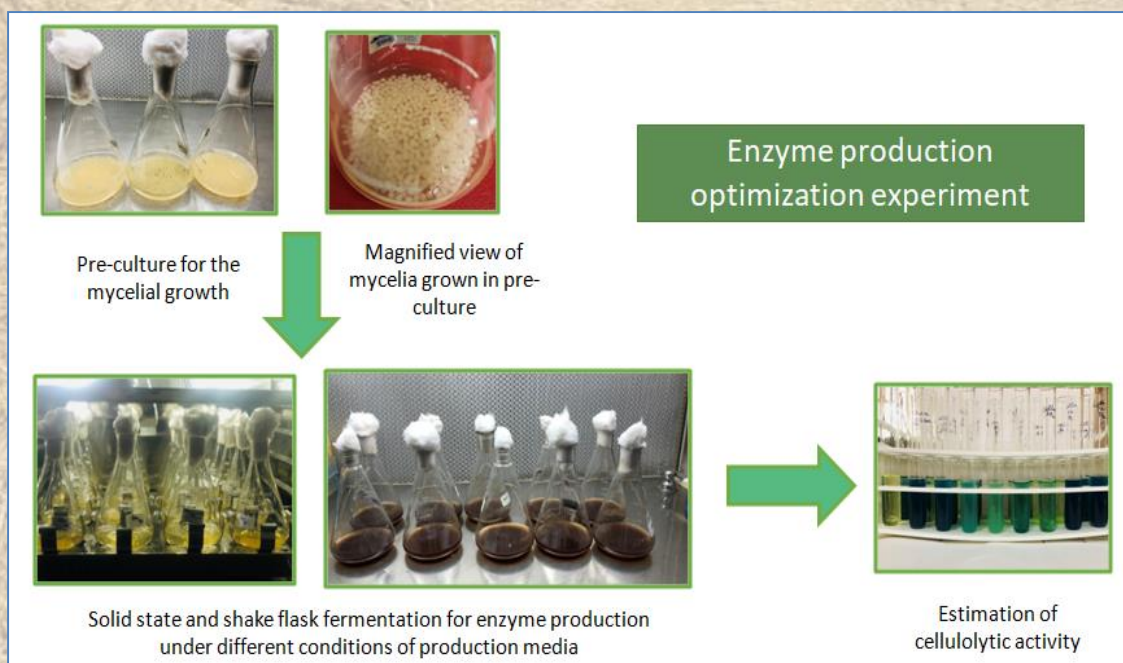 Enzyme production
optimization experiment
Pre-culture for the
mycelial growth
Magnified view of
mycelia grown in pre-
culture
Solid state and shake flask fermentation for enzyme production
under different conditions of production media
Estimation of
cellulolytic activity